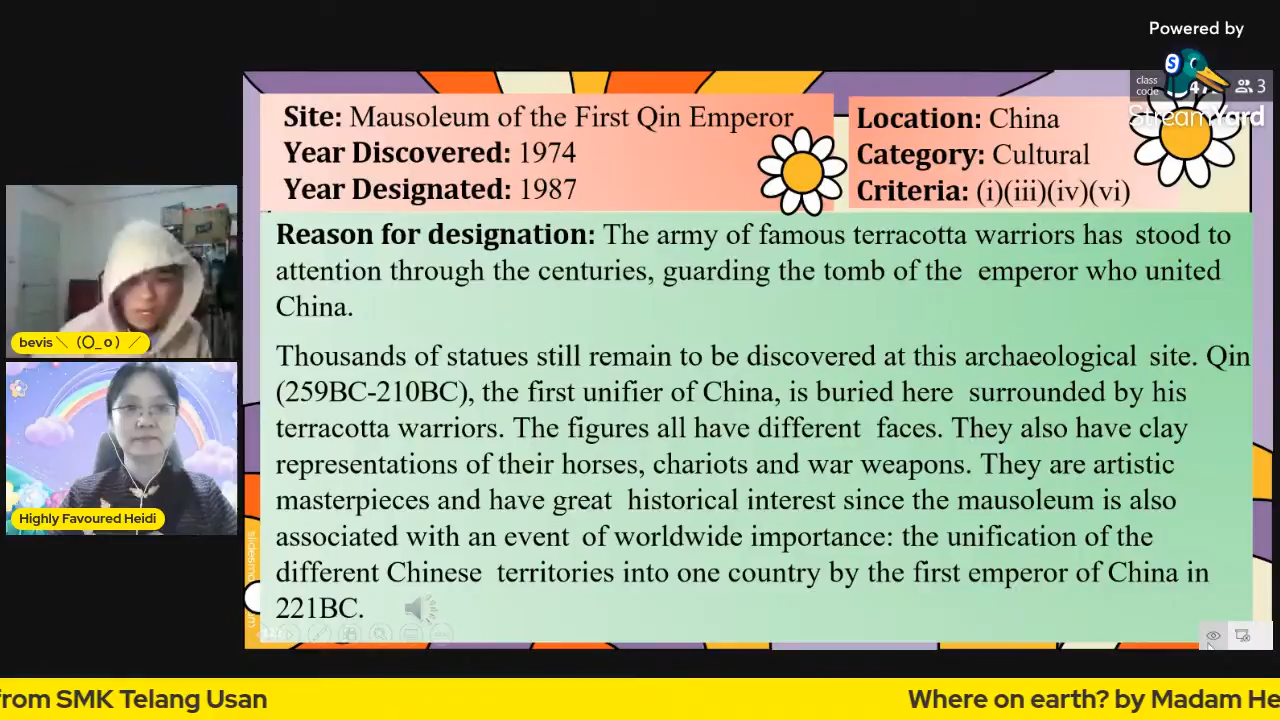 Powered by
class
code
3
StreamYard
Site: Mausoleum of the First Qin Emperor
Year Discovered: 1974
Year Designated: 1987
Location: China
Category: Cultural
Criteria: (i)(iii)(iv)(vi)
Reason for designation: The army of famous terracotta warriors has stood to
attention through the centuries, guarding the tomb of the emperor who united
China.
Thousands of statues still remain to be discovered at this archaeological site. Qin
(259BC-210BC), the first unifier of China, is buried here surrounded by his
terracotta warriors. The figures all have different faces. They also have clay
representations of their horses, chariots and war weapons. They are artistic
masterpieces and have great historical interest since the mausoleum is also
associated with an event of worldwide importance: the unification of the
different Chinese territories into one country by the first emperor of China in
221BC.
bevis ＼（〇_ｏ）／
Highly Favoured Heidi
from SMK Telang Usan
Where on earth? by Madam He